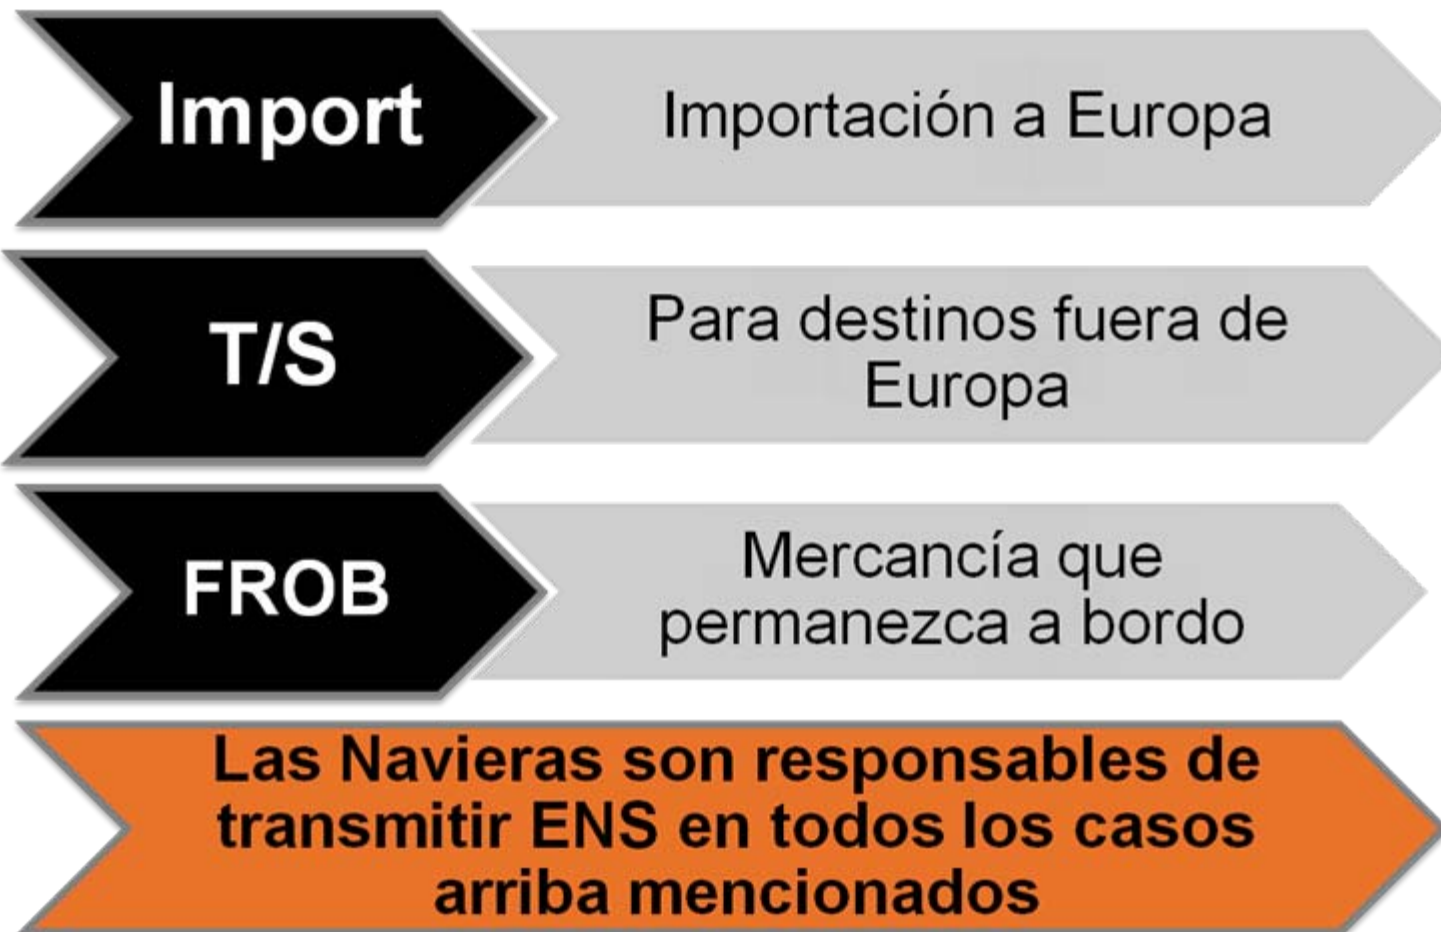 Import
Importación a Europa
T/S
Para destinos fuera de
Europa
FROB
Mercancía que
permanezca a bordo
Las Navieras son responsables de
transmitir ENS en todos los casos
arriba mencionados